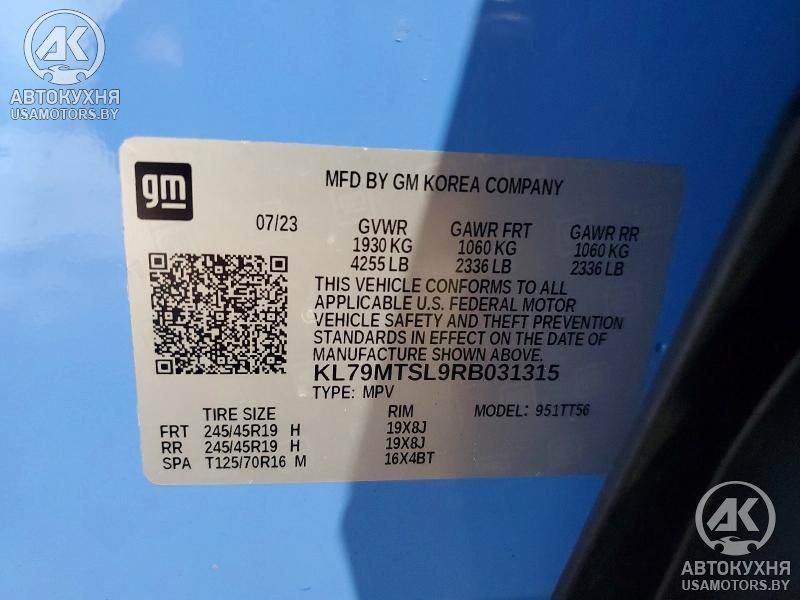 AK
АВТОКУХНЯ
USAMOTORS.BY
gm
MFD BY GM KOREA COMPANY
07/23 GVWR GAWR FRT GAWR RR
1930 KG 1060 KG 1060 KG
4255 LB 2336 LB 2336 LB
THIS VEHICLE CONFORMS TO ALL
APPLICABLE U.S. FEDERAL MOTOR
VEHICLE SAFETY AND THEFT PREVENTION
STANDARDS IN EFFECT ON THE DATE OF
MANUFACTURE SHOWN ABOVE.
KL79MTSL9RB031315
TYPE: MPV
TIRE SIZE RIM MODEL: 951TT56
FRT 245/45R19 H 19X8J
RR 245/45R19 H 19X8J
SPA T125/70R16 M 16X4BT
AK
АВТОКУХНЯ
USAMOTORS.BY